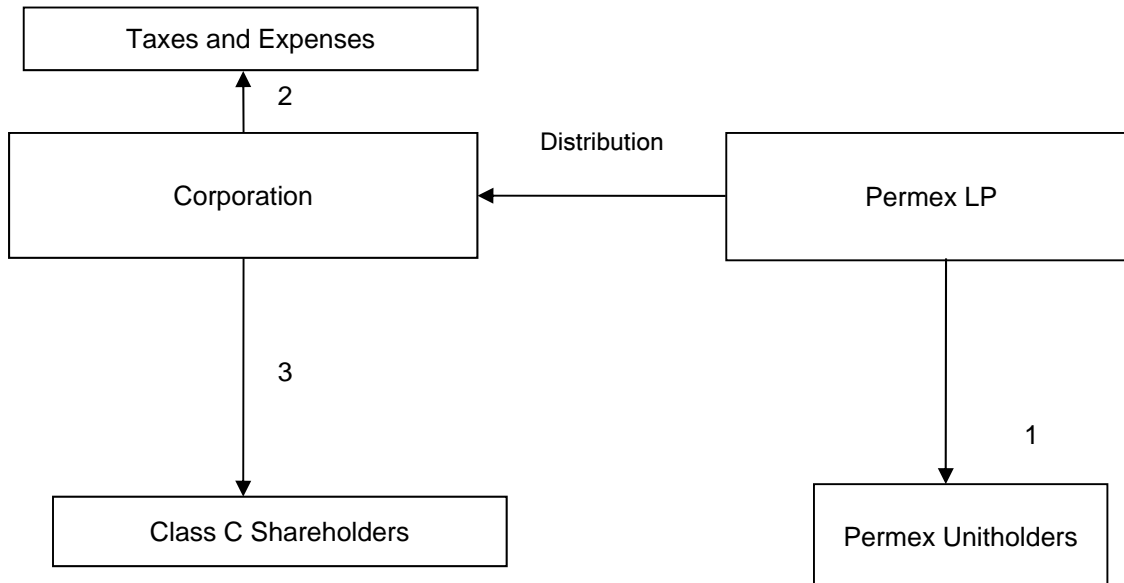 Taxes and Expenses
2
Distribution
Corporation
Permex LP
3
1
Class C Shareholders
Permex Unitholders